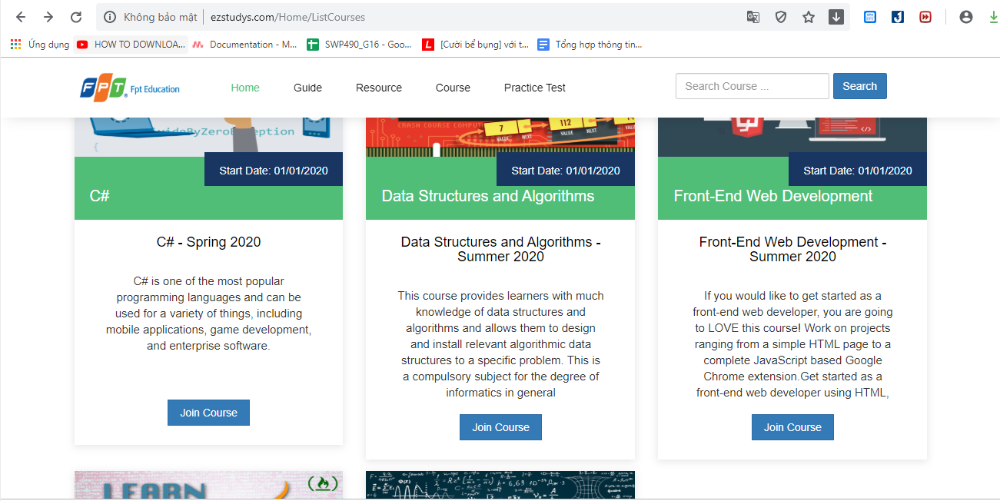 Không bảo mật
ezstudys.com/Home/ListCourses
Ứng dụng
HOW TO DOWNLOA...
Documentation - M...
SWP490_G16 - Goo...
[Cười bể bụng] với t...
Tổng hợp thông tin...
FPT Fpt Education
Home
Guide
Resource
Course
Practice Test
Search Course ...
Search
CRASH COURSE COMPUT
7
VALUE
NEXT
112
VALUE
NEXT
Start Date: 01/01/2020
C#
C# - Spring 2020
C# is one of the most popular
programming languages and can be
used for a variety of things, including
mobile applications, game development,
and enterprise software.
Join Course
Start Date: 01/01/2020
Data Structures and Algorithms
Data Structures and Algorithms -
Summer 2020
This course provides learners with much
knowledge of data structures and
algorithms and allows them to design
and install relevant algorithmic data
structures to a specific problem. This is
a compulsory subject for the degree of
informatics in general
Join Course
Start Date: 01/01/2020
Front-End Web Development
Front-End Web Development -
Summer 2020
If you would like to get started as a
front-end web developer, you are going
to LOVE this course! Work on projects
ranging from a simple HTML page to a
complete JavaScript based Google
Chrome extension.Get started as a
front-end web developer using HTML,
Join Course
LEARN